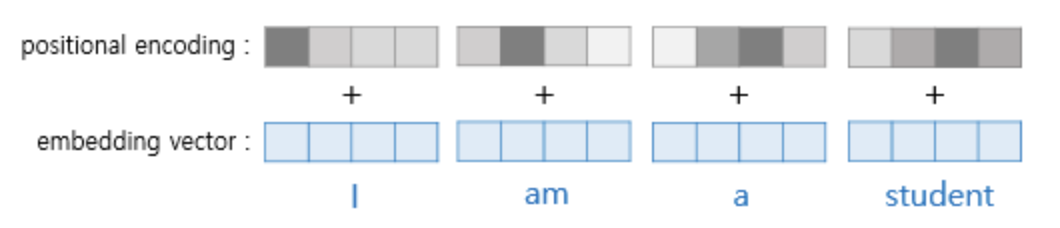 positional encoding :
+ + + +
embedding vector :
I am a student